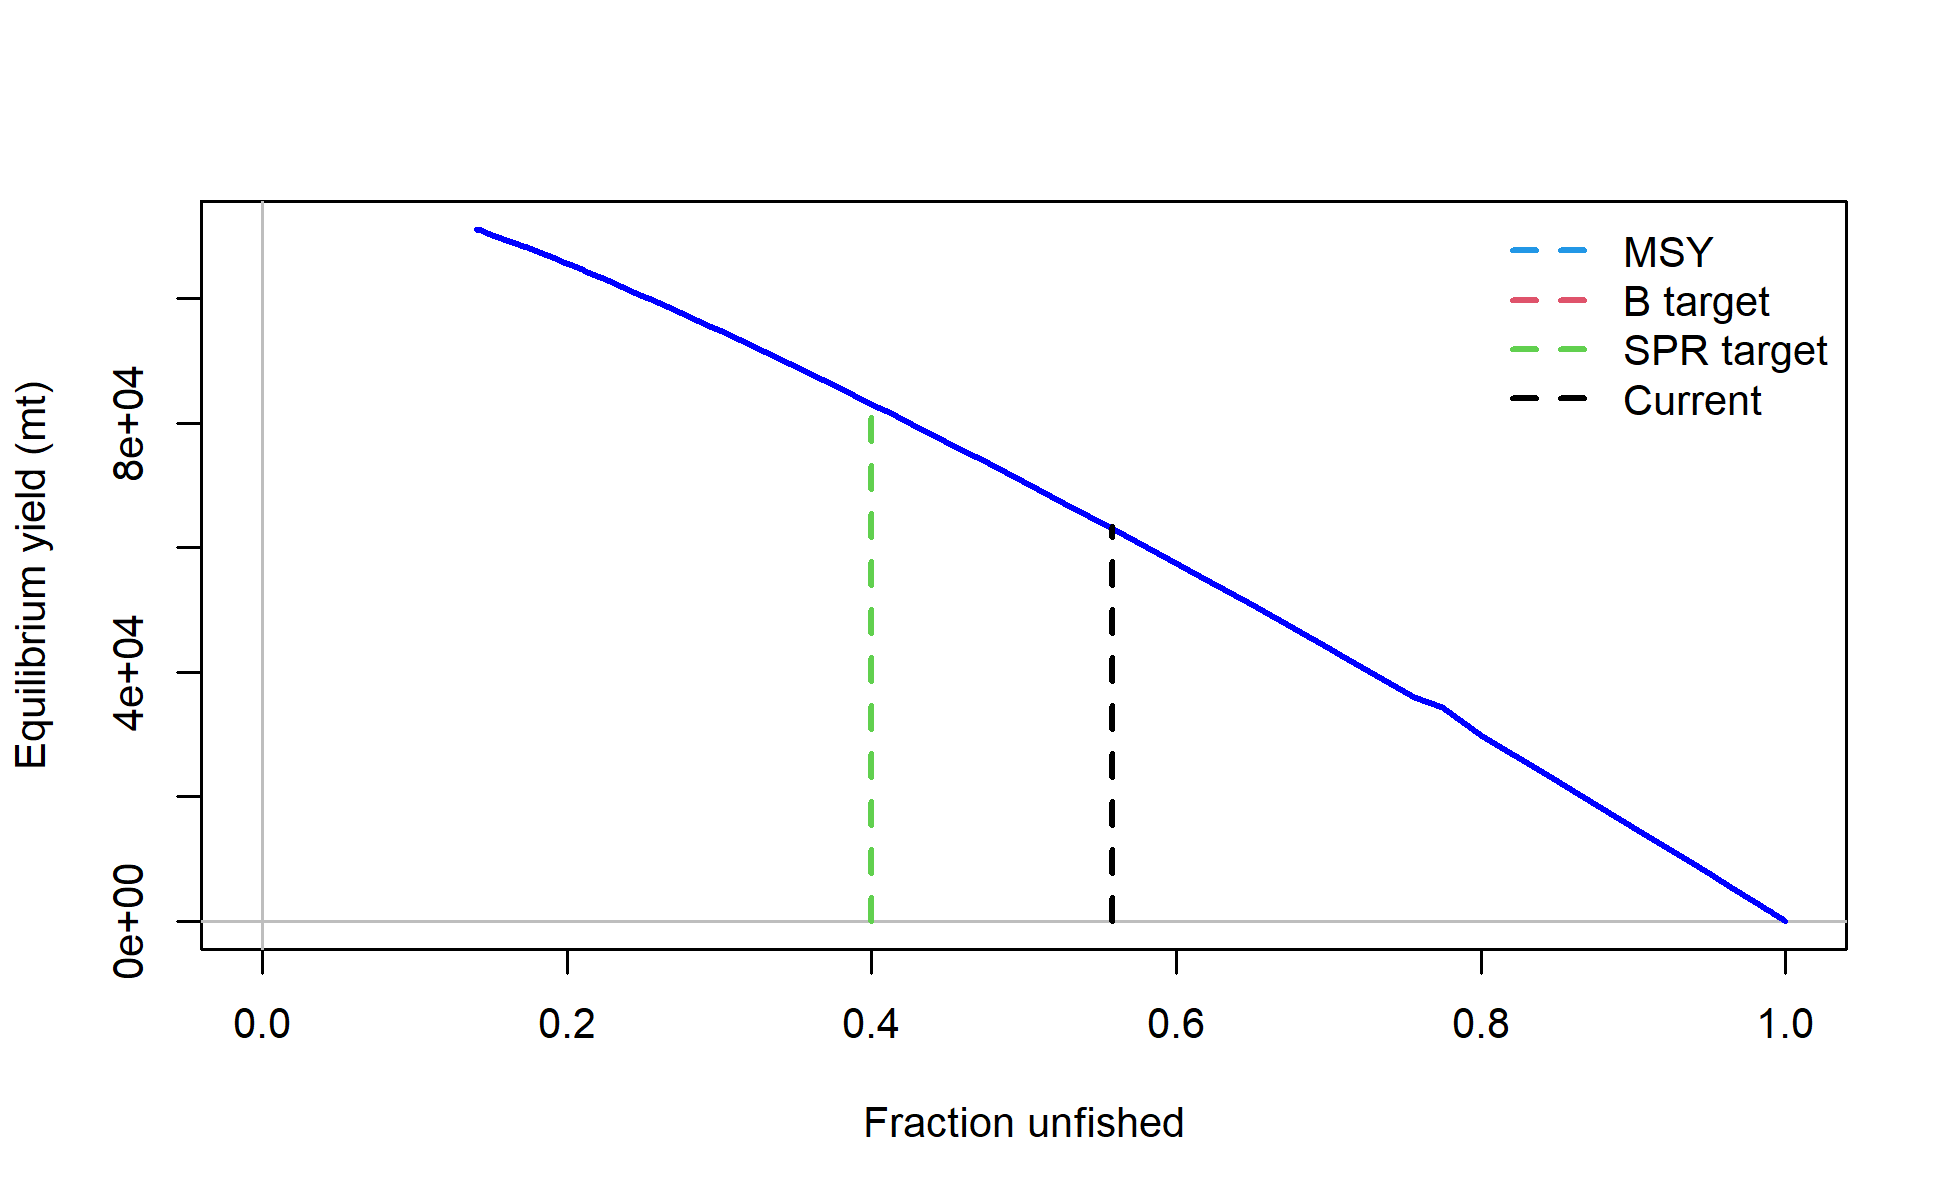 MSY
B target
SPR target
Current
Equilibrium yield (mt)
8e+04
4e+04
0e+00
0.0 0.2 0.4 0.6 0.8 1.0
Fraction unfished